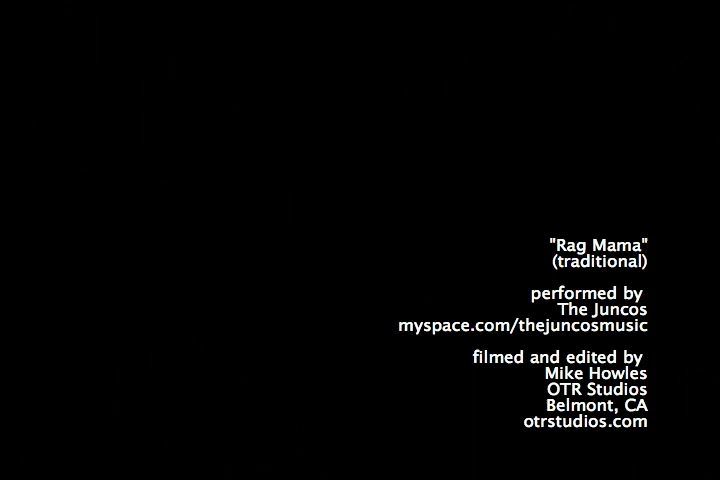 "Rag Mama"
(traditional)
performed by
The Juncos
myspace.com/thejuncosmusic
filmed and edited by
Mike Howles
OTR Studios
Belmont, CA
otrstudios.com